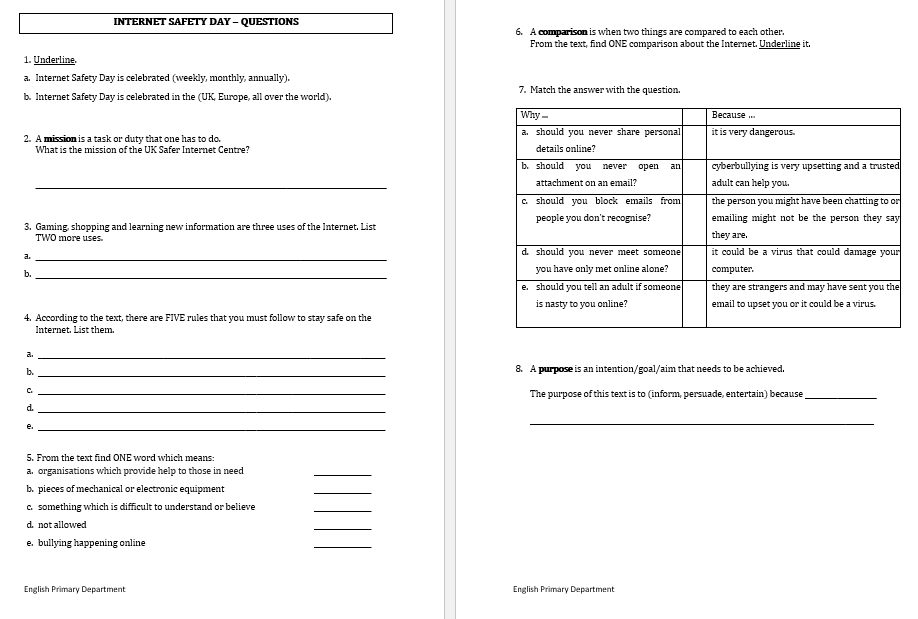 INTERNET SAFETY DAY – QUESTIONS
1. Underline.
a. Internet Safety Day is celebrated (weekly, monthly, annually).
b. Internet Safety Day is celebrated in the (UK, Europe, all over the world).
2. A mission is a task or duty that one has to do.
What is the mission of the UK Safer Internet Centre?
3. Gaming, shopping and learning new information are three uses of the Internet. List
TWO more uses.
a.
b.
4. According to the text, there are FIVE rules that you must follow to stay safe on the
Internet. List them.
a.
b.
c.
d.
e.
5. From the text find ONE word which means:
a. organisations which provide help to those in need
b. pieces of mechanical or electronic equipment
c. something which is difficult to understand or believe
d. not allowed
e. bullying happening online
English Primary Department
6. A comparison is when two things are compared to each other.
From the text, find ONE comparison about the Internet. Underline it.
7. Match the answer with the question.
Why ...
Because ...
a. should you never share personal
details online?
it is very dangerous.
b. should you never open an
attachment on an email?
cyberbullying is very upsetting and a trusted
adult can help you.
c. should you block emails from
people you don't recognise?
the person you might have been chatting to or
emailing might not be the person they say
they are.
d. should you never meet someone
you have only met online alone?
it could be a virus that could damage your
computer.
e. should you tell an adult if someone
is nasty to you online?
they are strangers and may have sent you the
email to upset you or it could be a virus.
8. A purpose is an intention/goal/aim that needs to be achieved.
The purpose of this text is to (inform, persuade, entertain) because
English Primary Department